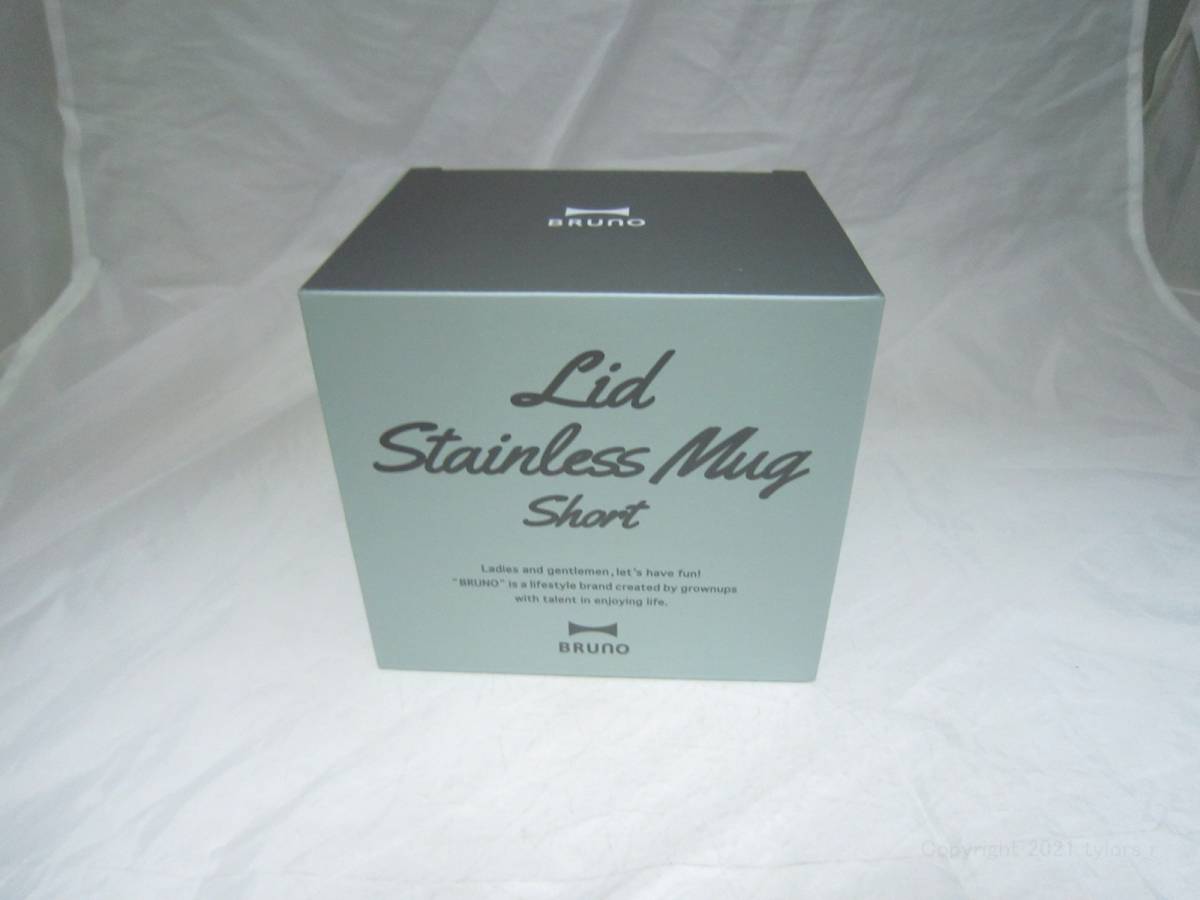 BRUNO
Lid
Stainless Mug
Short
Ladies and gentlemen, let's have fun!
"BRUNO" is a lifestyle brand created by grownups
with talent in enjoying life.
BRUNO
Copyright 2021 tylors r